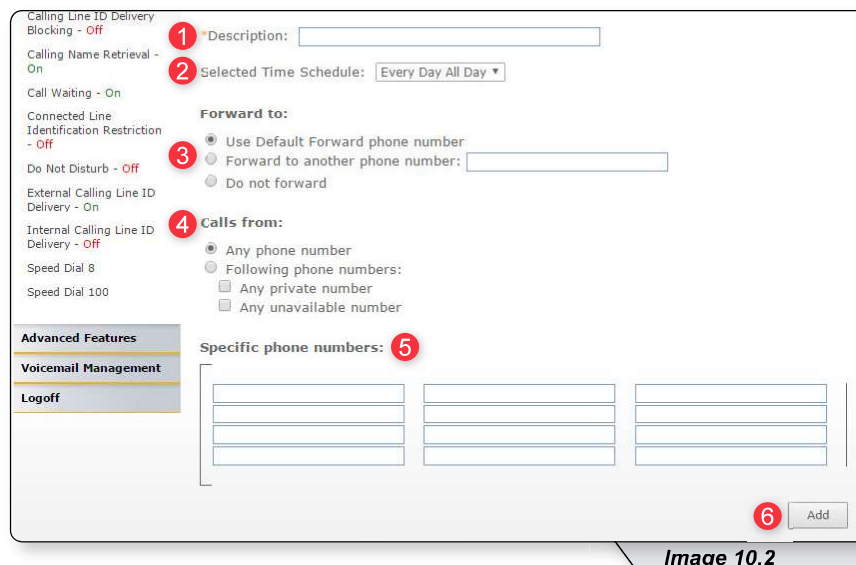 Calling Line ID Delivery
Blocking - Off
Calling Name Retrieval -
On
Call Waiting - On
Connected Line
Identification Restriction
- Off
Do Not Disturb - Off
External Calling Line ID
Delivery - On
Internal Calling Line ID
Delivery - Off
Speed Dial 8
Speed Dial 100
Advanced Features
Voicemail Management
Logoff
1 *Description:
2 Selected Time Schedule: Every Day All Day
Forward to:
Use Default Forward phone number
3 Forward to another phone number:
Do not forward
4 Calls from:
Any phone number
Following phone numbers:
Any private number
Any unavailable number
Specific phone numbers: 5
6 Add
Image 10.2